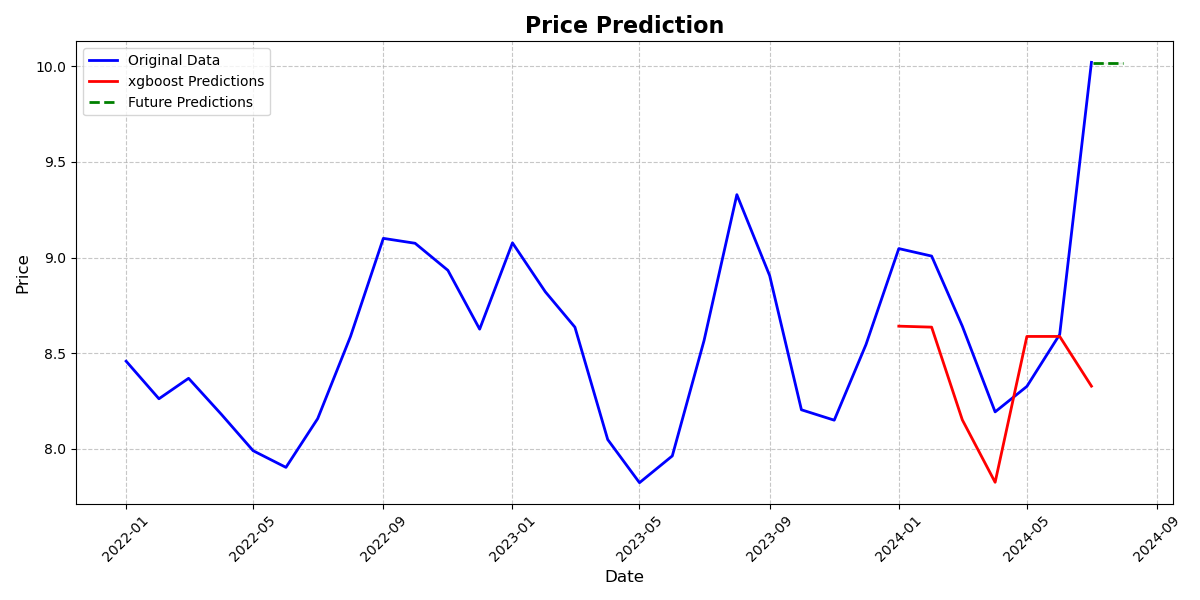 Price Prediction
Original Data
xgboost Predictions
Future Predictions
10.0
9.5
9.0
8.5
8.0
Price
2022-01
2022-05
2022-09
2023-01
2023-05
2023-09
2024-01
2024-05
2024-09
Date